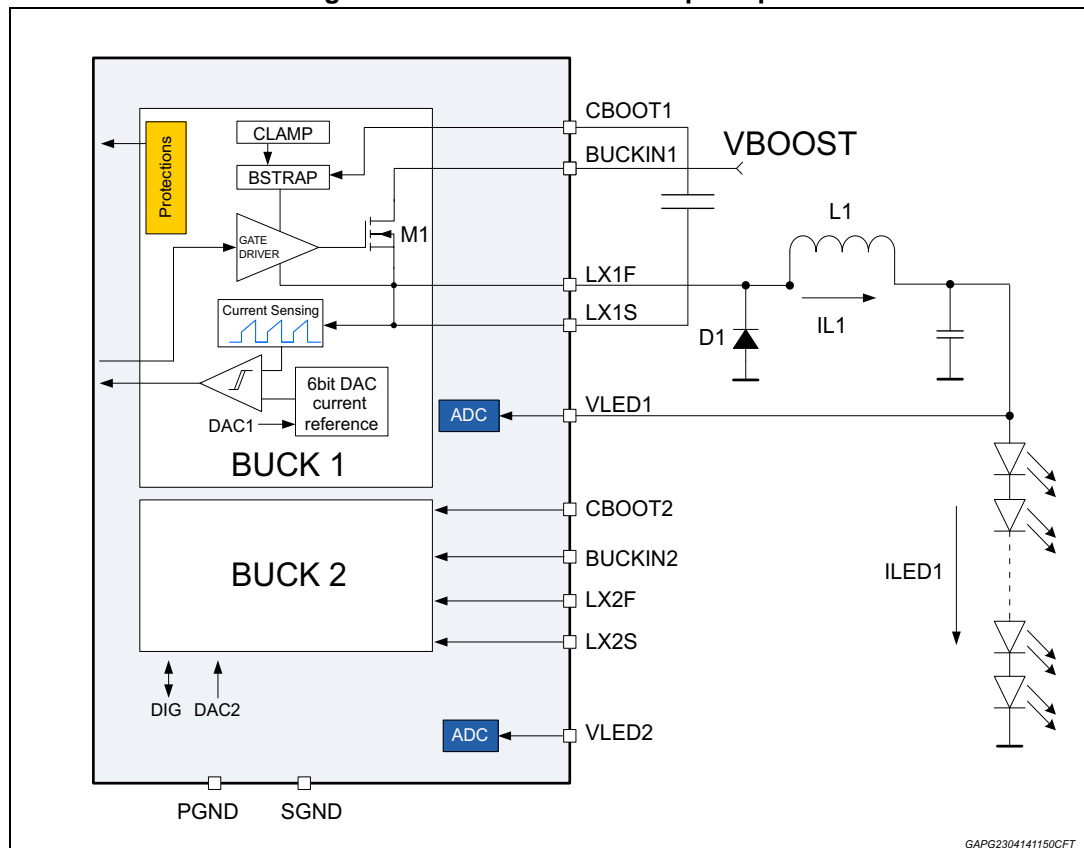 CBOOT1
CLAMP
VBOOST
BUCKIN1
Protections
BSTRAP
L1
M1
GATE
DRIVER
LX1F
Current Sensing
LX1S
IL1
D1
6bit DAC
current
reference
ADC
VLED1
DAC1
BUCK 1
CBOOT2
BUCKIN2
BUCK 2
ILED1
LX2F
LX2S
DIG DAC2
ADC
VLED2
PGND SGND
GAPG2304141150CFT